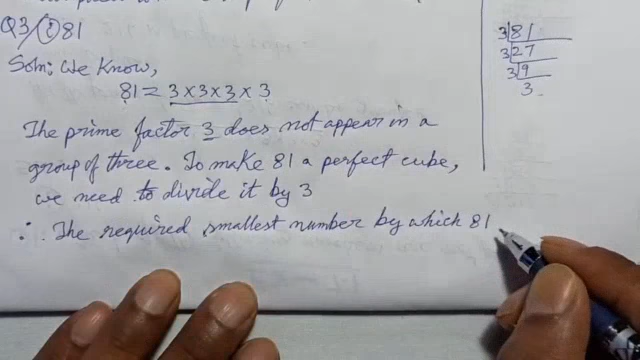 Q3/(i) 81
Soln: We Know,
81 = 3 × 3 × 3 × 3
The prime factor 3 does not appear in a
group of three. To make 81 a perfect cube,
we need to divide it by 3
∴ The required smallest number by which 81
3 81
3 27
3 9
3